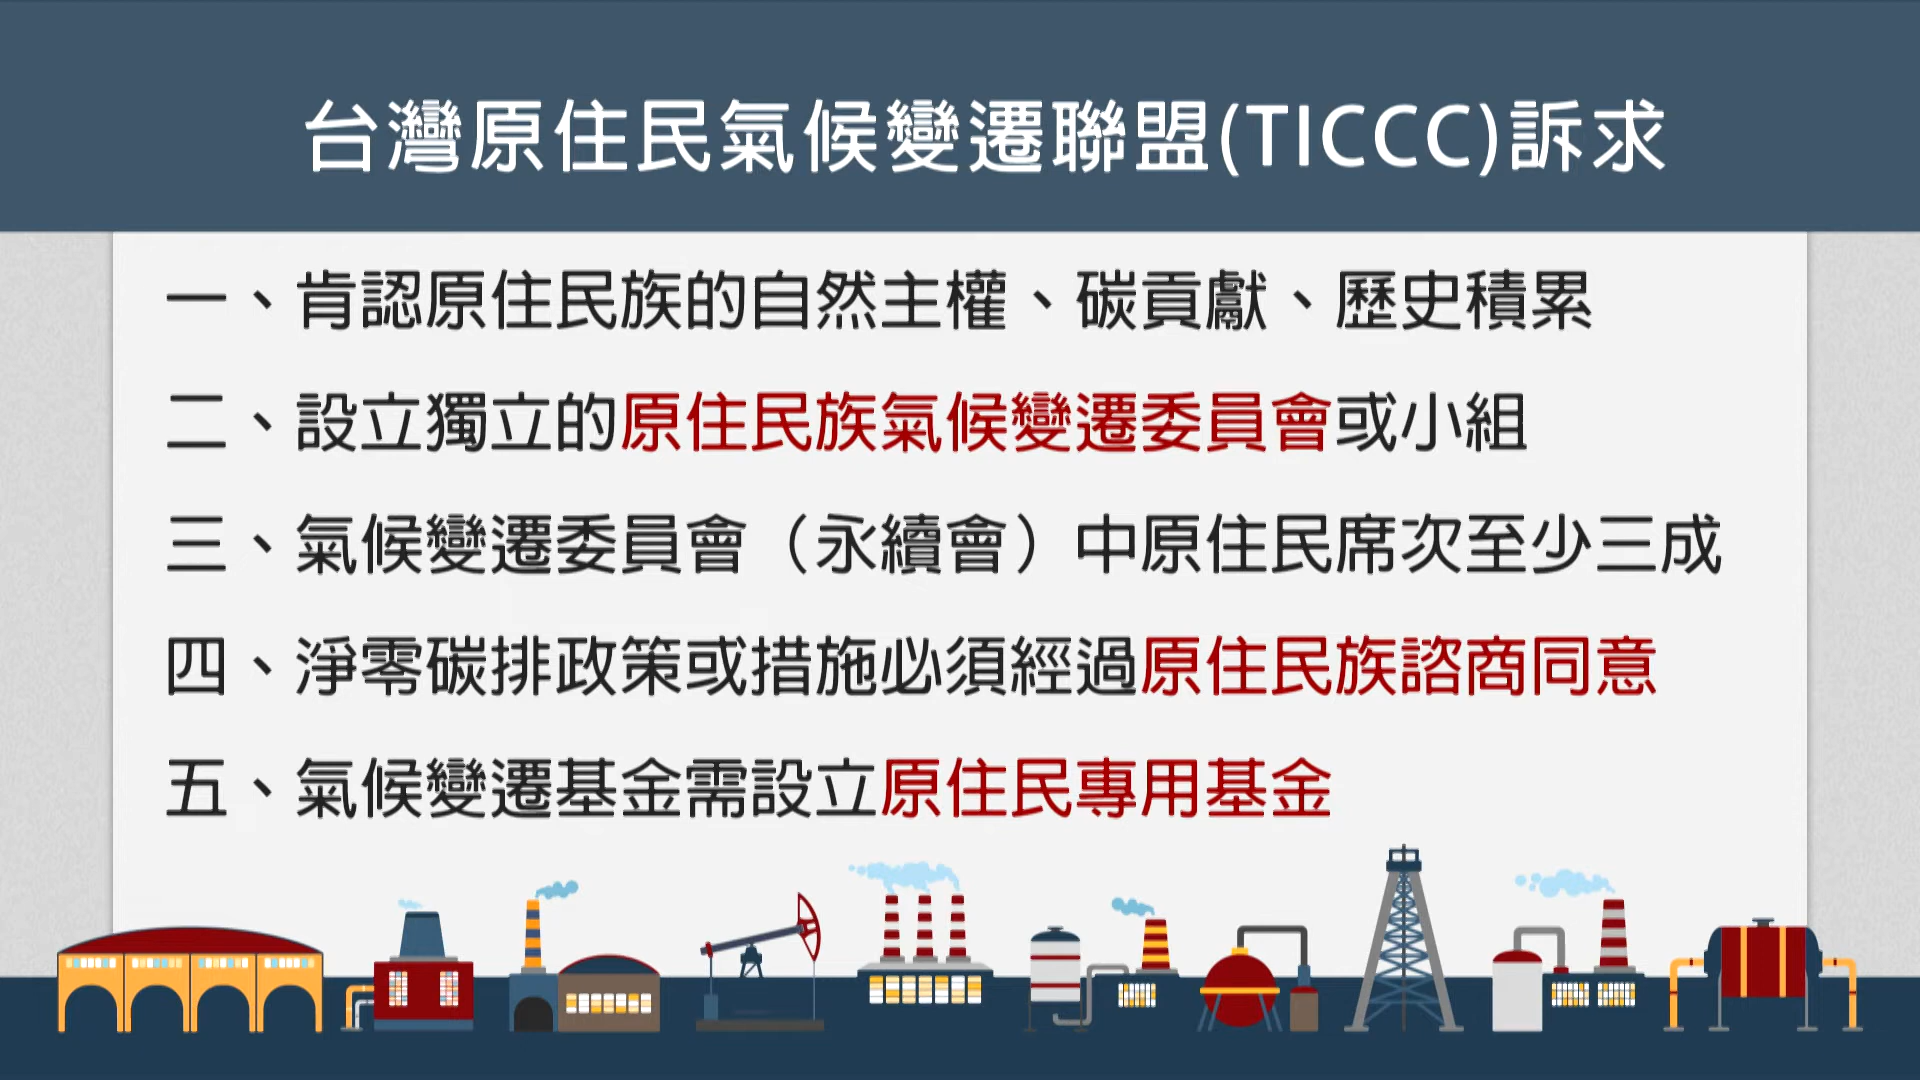 台灣原住民氣候變遷聯盟(TICCC)訴求
一、肯認原住民族的自然主權、碳貢獻、歷史積累
二、設立獨立的原住民族氣候變遷委員會或小組
三、氣候變遷委員會（永續會）中原住民席次至少三成
四、淨零碳排政策或措施必須經過原住民族諮商同意
五、氣候變遷基金需設立原住民專用基金